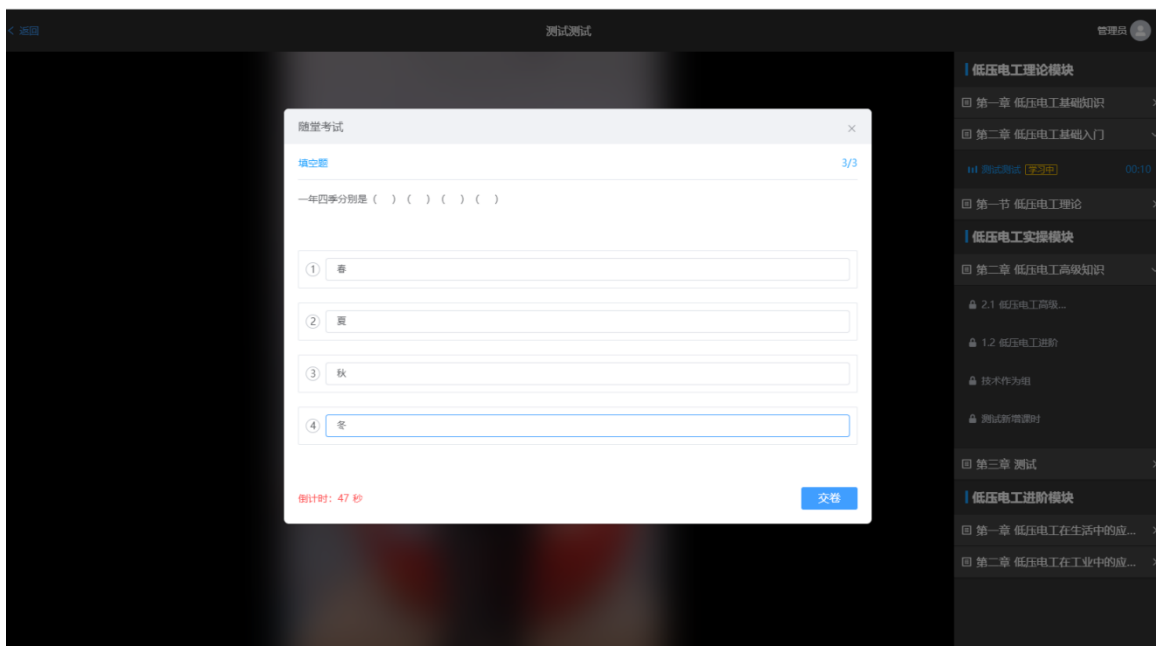 返回
测试测试
管理员
低压电工理论模块
第一章 低压电工基础知识
第二章 低压电工基础入门
测试测试 学习中 00:10
第一节 低压电工理论
低压电工实操模块
第二章 低压电工高级知识
2.1 低压电工高级...
1.2 低压电工进阶
技术作为组
测试新增课时
第三章 测试
低压电工进阶模块
第一章 低压电工在生活中的应...
第二章 低压电工在工业中的应...
随堂考试
填空题 3/3
一年四季分别是（ ）（ ）（ ）（ ）
1 春
2 夏
3 秋
4 冬
倒计时：47 秒
交卷